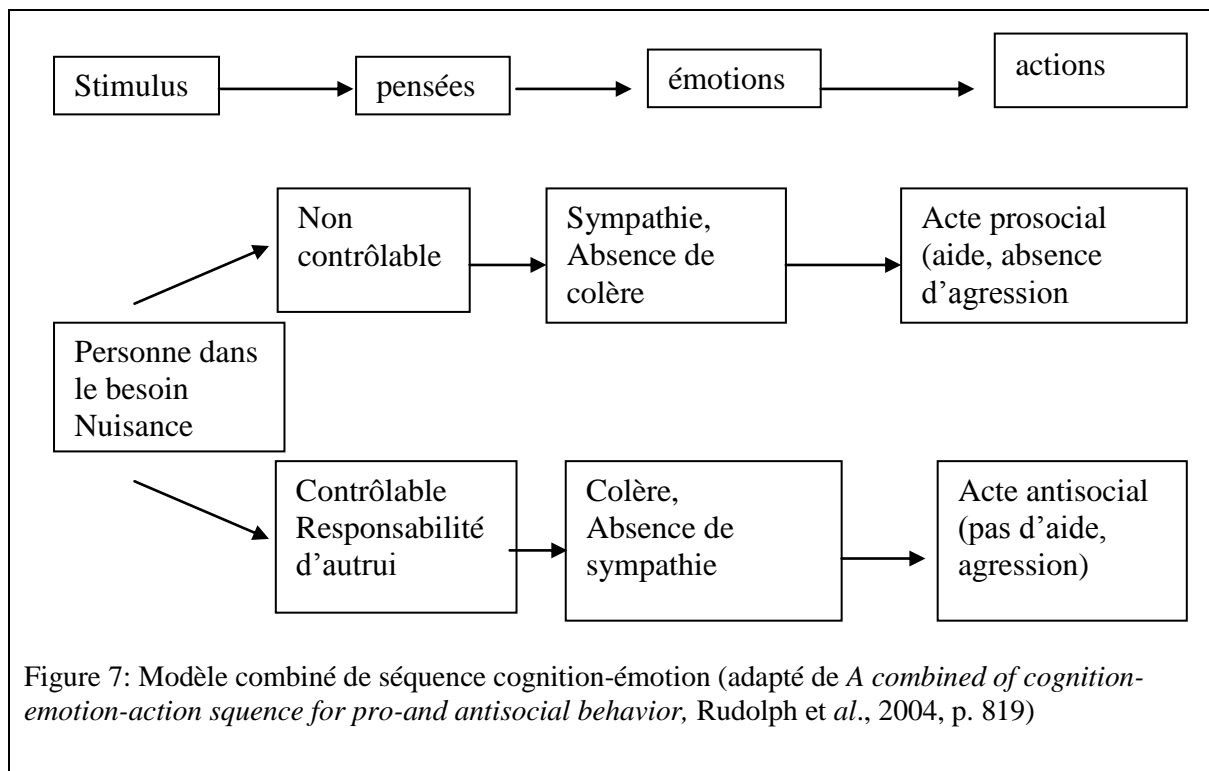 Stimulus
pensées
émotions
actions
Non
contrôlable
Sympathie,
Absence de
colère
Acte prosocial
(aide, absence
d'agression
Personne dans
le besoin
Nuisance
Contrôlable
Responsabilité
d'autrui
Colère,
Absence de
sympathie
Acte antisocial
(pas d'aide,
agression)
Figure 7: Modèle combiné de séquence cognition-émotion (adapté de A combined of cognition-
emotion-action squence for pro-and antisocial behavior, Rudolph et al., 2004, p. 819)